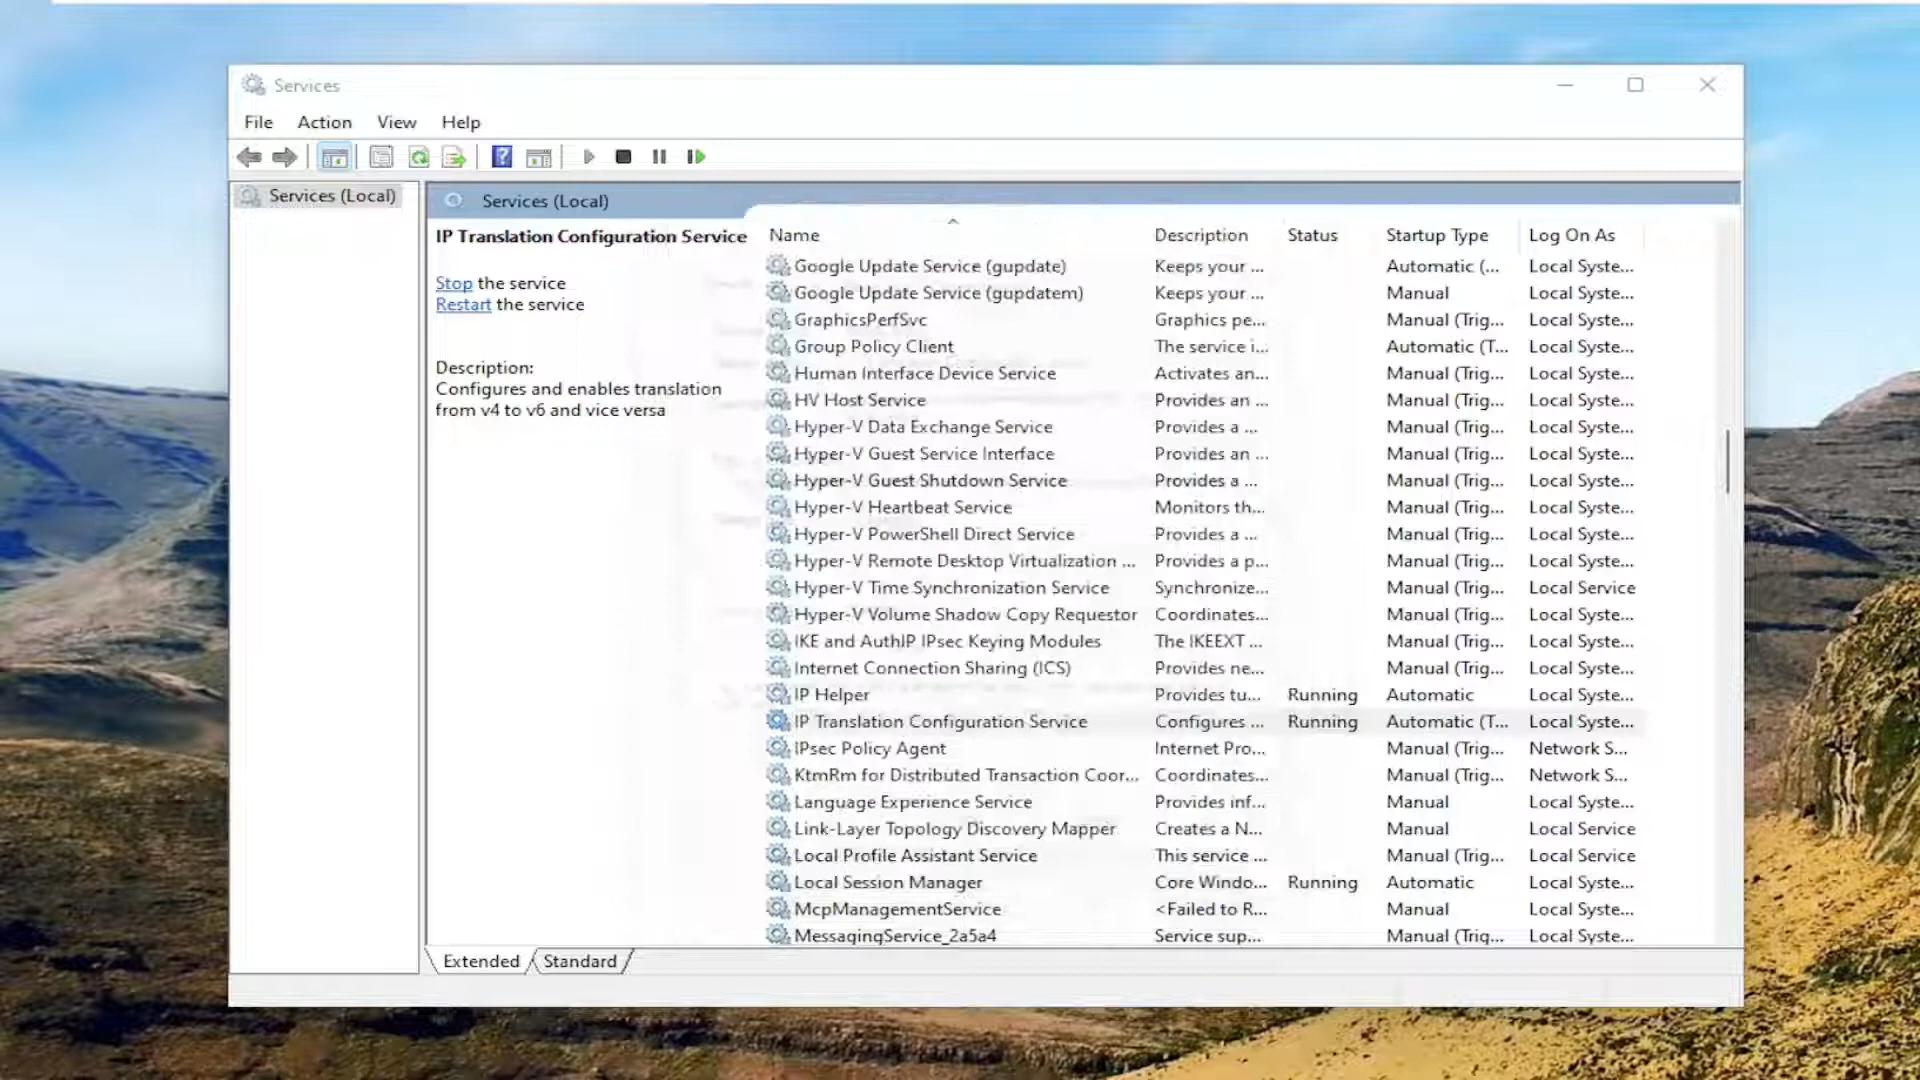 Services
File Action View Help
Services (Local)
Services (Local)
IP Translation Configuration Service
Stop the service
Restart the service
Description:
Configures and enables translation
from v4 to v6 and vice versa
Name Description Status Startup Type Log On As
Google Update Service (gupdate) Keeps your ... Automatic (... Local Syste...
Google Update Service (gupdatem) Keeps your ... Manual Local Syste...
GraphicsPerfSvc Graphics pe... Manual (Trig... Local Syste...
Group Policy Client The service i... Automatic (T... Local Syste...
Human Interface Device Service Activates an... Manual (Trig... Local Syste...
HV Host Service Provides an ... Manual (Trig... Local Syste...
Hyper-V Data Exchange Service Provides a ... Manual (Trig... Local Syste...
Hyper-V Guest Service Interface Provides an ... Manual (Trig... Local Syste...
Hyper-V Guest Shutdown Service Provides a ... Manual (Trig... Local Syste...
Hyper-V Heartbeat Service Monitors th... Manual (Trig... Local Syste...
Hyper-V PowerShell Direct Service Provides a ... Manual (Trig... Local Syste...
Hyper-V Remote Desktop Virtualization ... Provides a p... Manual (Trig... Local Syste...
Hyper-V Time Synchronization Service Synchronize... Manual (Trig... Local Service
Hyper-V Volume Shadow Copy Requestor Coordinates... Manual (Trig... Local Syste...
IKE and AuthIP IPsec Keying Modules The IKEEXT ... Manual (Trig... Local Syste...
Internet Connection Sharing (ICS) Provides ne... Manual (Trig... Local Syste...
IP Helper Provides tu... Running Automatic Local Syste...
IP Translation Configuration Service Configures ... Running Automatic (T... Local Syste...
IPsec Policy Agent Internet Pro... Manual (Trig... Network S...
KtmRm for Distributed Transaction Coor... Coordinates... Manual (Trig... Network S...
Language Experience Service Provides inf... Manual Local Syste...
Link-Layer Topology Discovery Mapper Creates a N... Manual Local Service
Local Profile Assistant Service This service ... Manual (Trig... Local Service
Local Session Manager Core Windo... Running Automatic Local Syste...
McpManagementService <Failed to R... Manual Local Syste...
MessagingService_2a5a4 Service sup... Manual (Trig... Local Syste...
Extended Standard